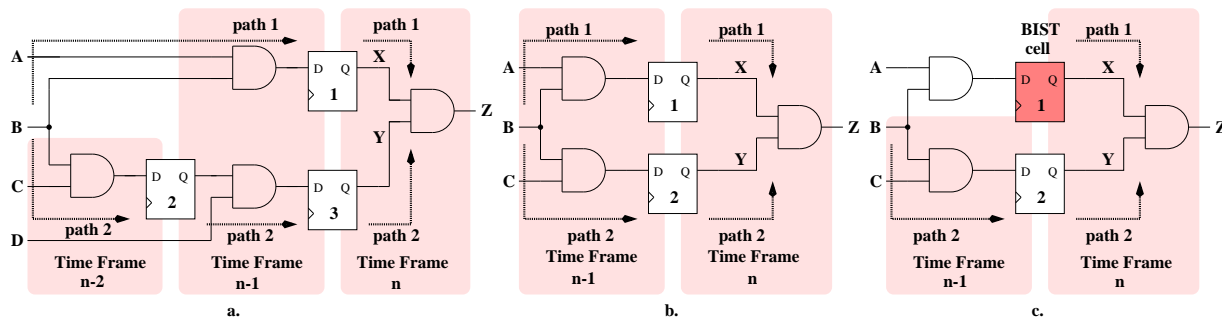 path 1
path 1
A
X
D Q
1
B
Z
Y
C
D Q
2
D Q
3
path 2
path 2
path 2
D
Time Frame
n-2
Time Frame
n-1
Time Frame
n
a.
path 1
path 1
A
X
D Q
1
B
Z
Y
C
D Q
2
path 2
path 2
Time Frame
n-1
Time Frame
n
b.
BIST
cell
path 1
A
X
D Q
1
B
Z
Y
C
D Q
2
path 2
path 2
Time Frame
n-1
Time Frame
n
c.